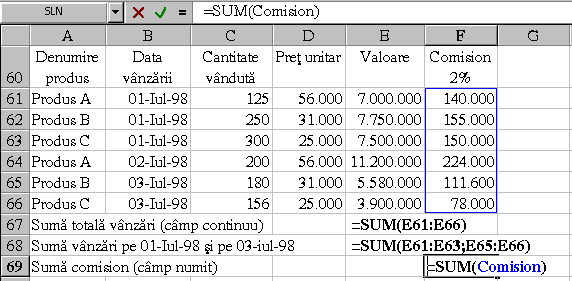 SLN =SUM(Comision)
A B C D E F G
60 Denumire produs Data vânzării Cantitate vândută Preţ unitar Valoare Comision 2%
61 Produs A 01-Iul-98 125 56.000 7.000.000 140.000
62 Produs B 01-Iul-98 250 31.000 7.750.000 155.000
63 Produs C 01-Iul-98 300 25.000 7.500.000 150.000
64 Produs A 02-Iul-98 200 56.000 11.200.000 224.000
65 Produs B 03-Iul-98 180 31.000 5.580.000 111.600
66 Produs C 03-Iul-98 156 25.000 3.900.000 78.000
67 Sumă totală vânzări (câmp continuu) =SUM(E61:E66)
68 Sumă vânzări pe 01-Iul-98 şi pe 03-iul-98 =SUM(E61:E63;E65:E66)
69 Sumă comision (câmp numit) =SUM(Comision)